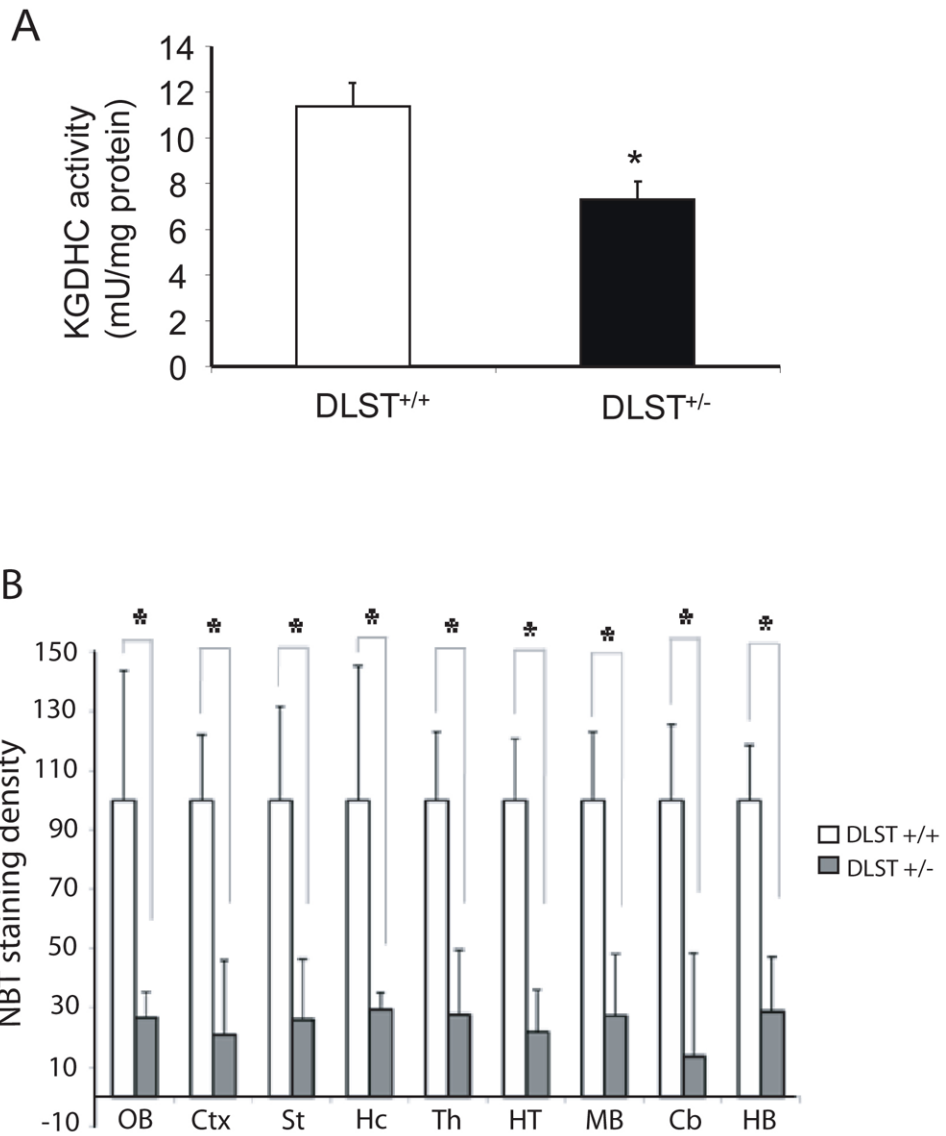 A
14
12
10
8
6
4
2
0
KGDHC activity
(mU/mg protein)
*
DLST+/+
DLST+/-
B
* * * * * * * * *
150
130
110
90
70
50
30
10
-10
NBT staining density
DLST +/+
DLST +/-
OB Ctx St Hc Th HT MB Cb HB